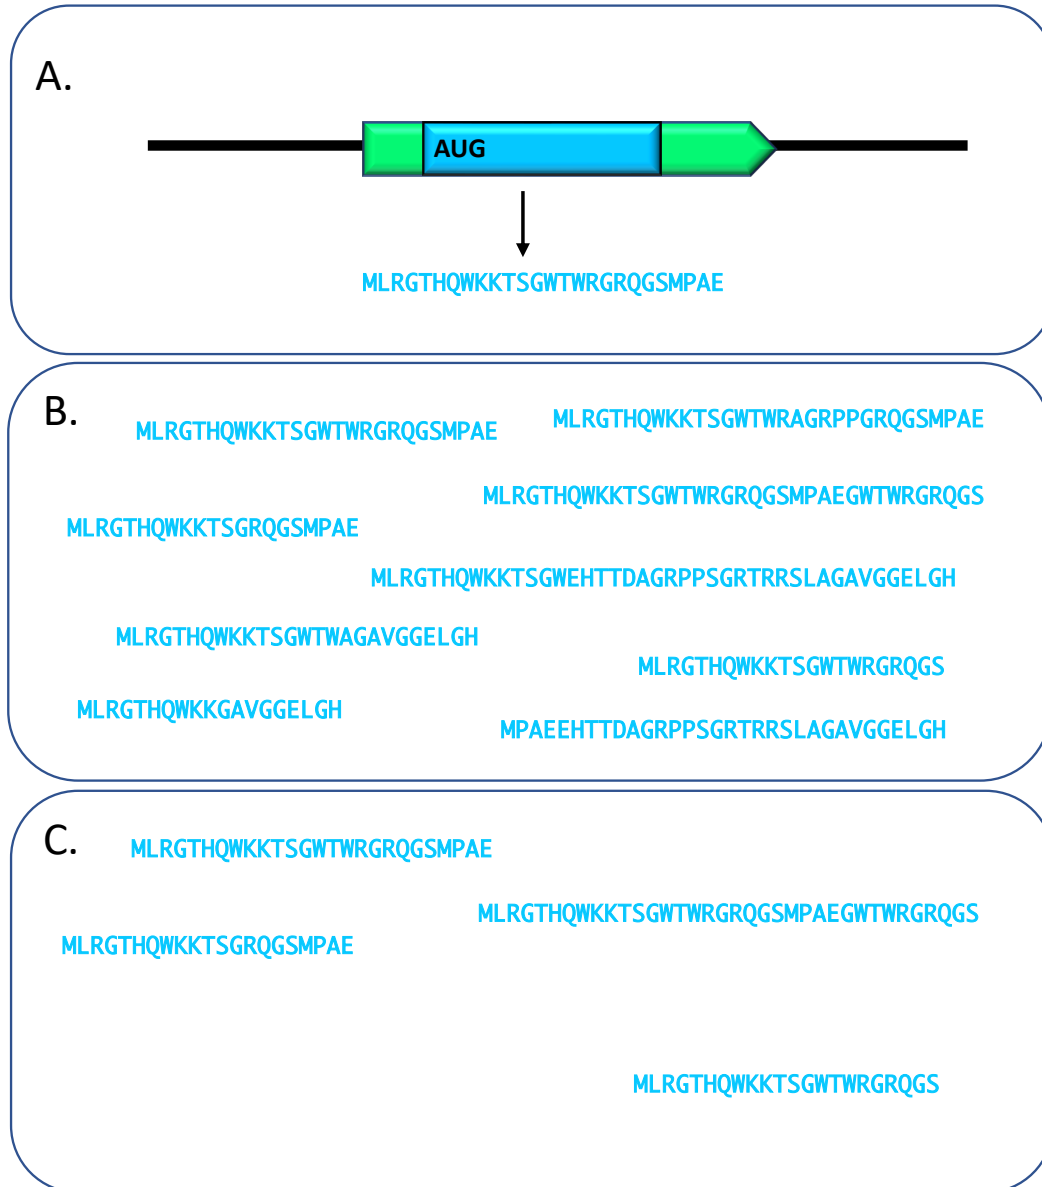 A.
AUG
MLRGTHQWKKTSGWTWRGRQGSMPAE
B.
MLRGTHQWKKTSGWTWRGRQGSMPAE
MLRGTHQWKKTSGWTWRAGRPPGRQGSMPAE
MLRGTHQWKKTSGWTWRGRQGSMPAEGWTWRGRQGS
MLRGTHQWKKTSGRQGSMPAE
MLRGTHQWKKTSGWEHTTDAGRPPSGRTRRSLAGAVGGELGH
MLRGTHQWKKTSGWTWAGAVGGELGH
MLRGTHQWKKTSGWTWRGRQGS
MLRGTHQWKKGAVGGELGH
MPAEEHTTDAGRPPSGRTRRSLAGAVGGELGH
C.
MLRGTHQWKKTSGWTWRGRQGSMPAE
MLRGTHQWKKTSGWTWRGRQGSMPAEGWTWRGRQGS
MLRGTHQWKKTSGRQGSMPAE
MLRGTHQWKKTSGWTWRGRQGS